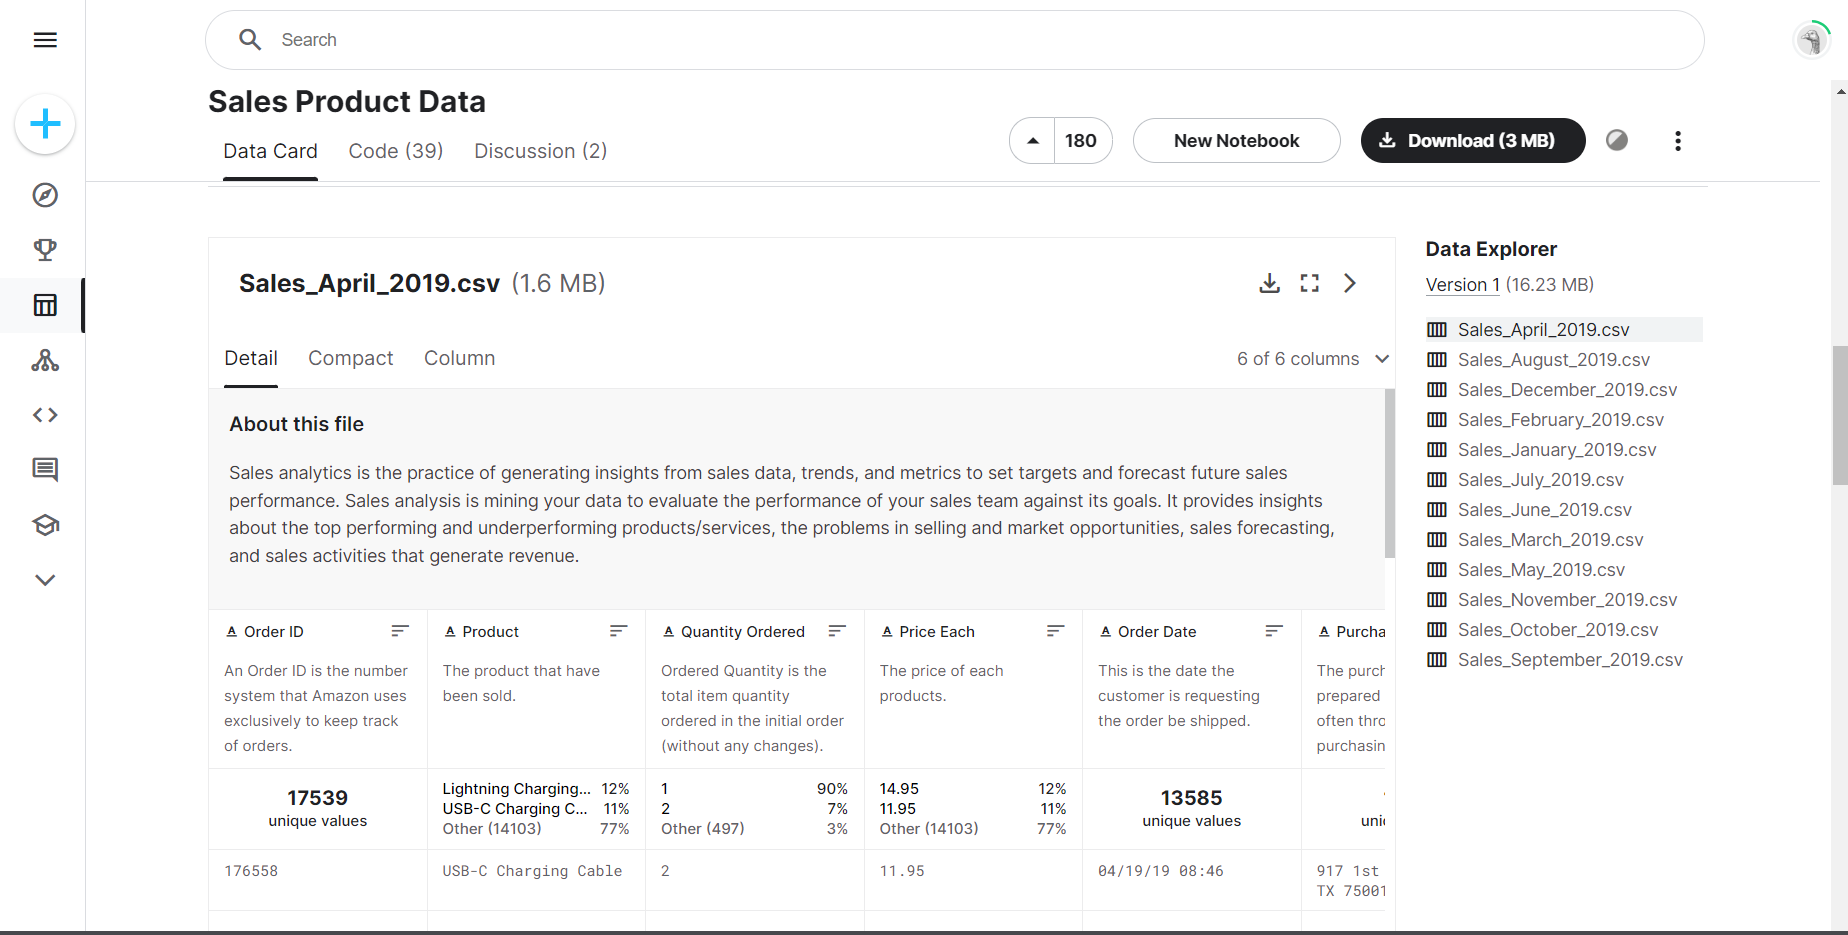 Search
Sales Product Data
Data Card Code (39) Discussion (2)
180
New Notebook
Download (3 MB)
Sales_April_2019.csv (1.6 MB)
Detail Compact Column
6 of 6 columns
About this file
Sales analytics is the practice of generating insights from sales data, trends, and metrics to set targets and forecast future sales
performance. Sales analysis is mining your data to evaluate the performance of your sales team against its goals. It provides insights
about the top performing and underperforming products/services, the problems in selling and market opportunities, sales forecasting,
and sales activities that generate revenue.
Order ID
An Order ID is the number
system that Amazon uses
exclusively to keep track
of orders.
17539
unique values
176558
Product
The product that have
been sold.
Lightning Charging... 12%
USB-C Charging C... 11%
Other (14103) 77%
USB-C Charging Cable
Quantity Ordered
Ordered Quantity is the
total item quantity
ordered in the initial order
(without any changes).
1 90%
2 7%
Other (497) 3%
2
Price Each
The price of each
products.
14.95 12%
11.95 11%
Other (14103) 77%
11.95
Order Date
This is the date the
customer is requesting
the order be shipped.
13585
unique values
04/19/19 08:46
Purcha
The purch
prepared
often thro
purchasin
917 1st
TX 75001
Data Explorer
Version 1 (16.23 MB)
Sales_April_2019.csv
Sales_August_2019.csv
Sales_December_2019.csv
Sales_February_2019.csv
Sales_January_2019.csv
Sales_July_2019.csv
Sales_June_2019.csv
Sales_March_2019.csv
Sales_May_2019.csv
Sales_November_2019.csv
Sales_October_2019.csv
Sales_September_2019.csv